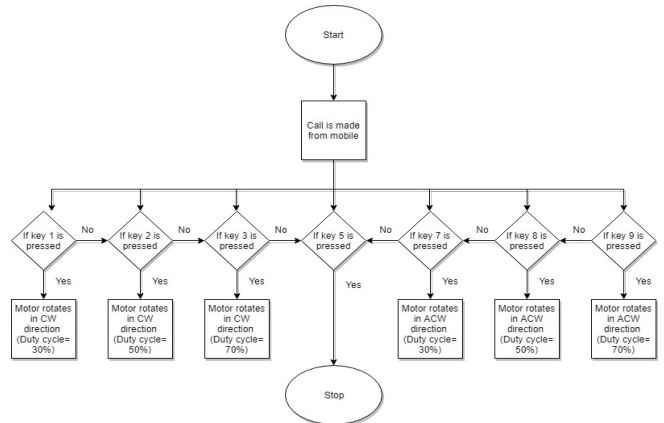 Start
Call is made
from mobile
If key 1 is
pressed
No
If key 2 is
pressed
No
If key 3 is
pressed
No
If key 5 is
pressed
No
If key 7 is
pressed
No
If key 8 is
pressed
No
If key 9 is
pressed
Yes
Yes
Yes
Yes
Yes
Yes
Yes
Motor rotates
in CW
direction
(Duty cycle=
30%)
Motor rotates
in CW
direction
(Duty cycle=
50%)
Motor rotates
in CW
direction
(Duty cycle=
70%)
Motor rotates
in ACW
direction
(Duty cycle=
30%)
Motor rotates
in ACW
direction
(Duty cycle=
50%)
Motor rotates
in ACW
direction
(Duty cycle=
70%)
Stop